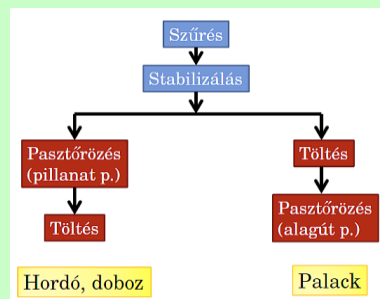 Szűrés
Stabilizálás
Pasztőrözés
(pillanat p.)
Töltés
Töltés
Pasztőrözés
(alagút p.)
Hordó, doboz
Palack